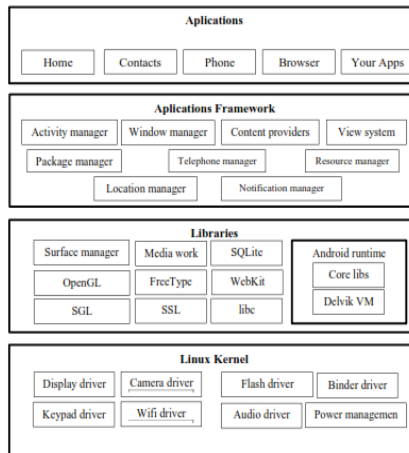 Aplications
Home Contacts Phone Browser Your Apps
Aplications Framework
Activity manager Window manager Content providers View system
Package manager Telephone manager Resource manager
Location manager Notification manager
Libraries
Surface manager Media work SQLite Android runtime
OpenGL FreeType WebKit Core libs
SGL SSL libc Delvik VM
Linux Kernel
Display driver Camera driver Flash driver Binder driver
Keypad driver Wifi driver Audio driver Power managemen